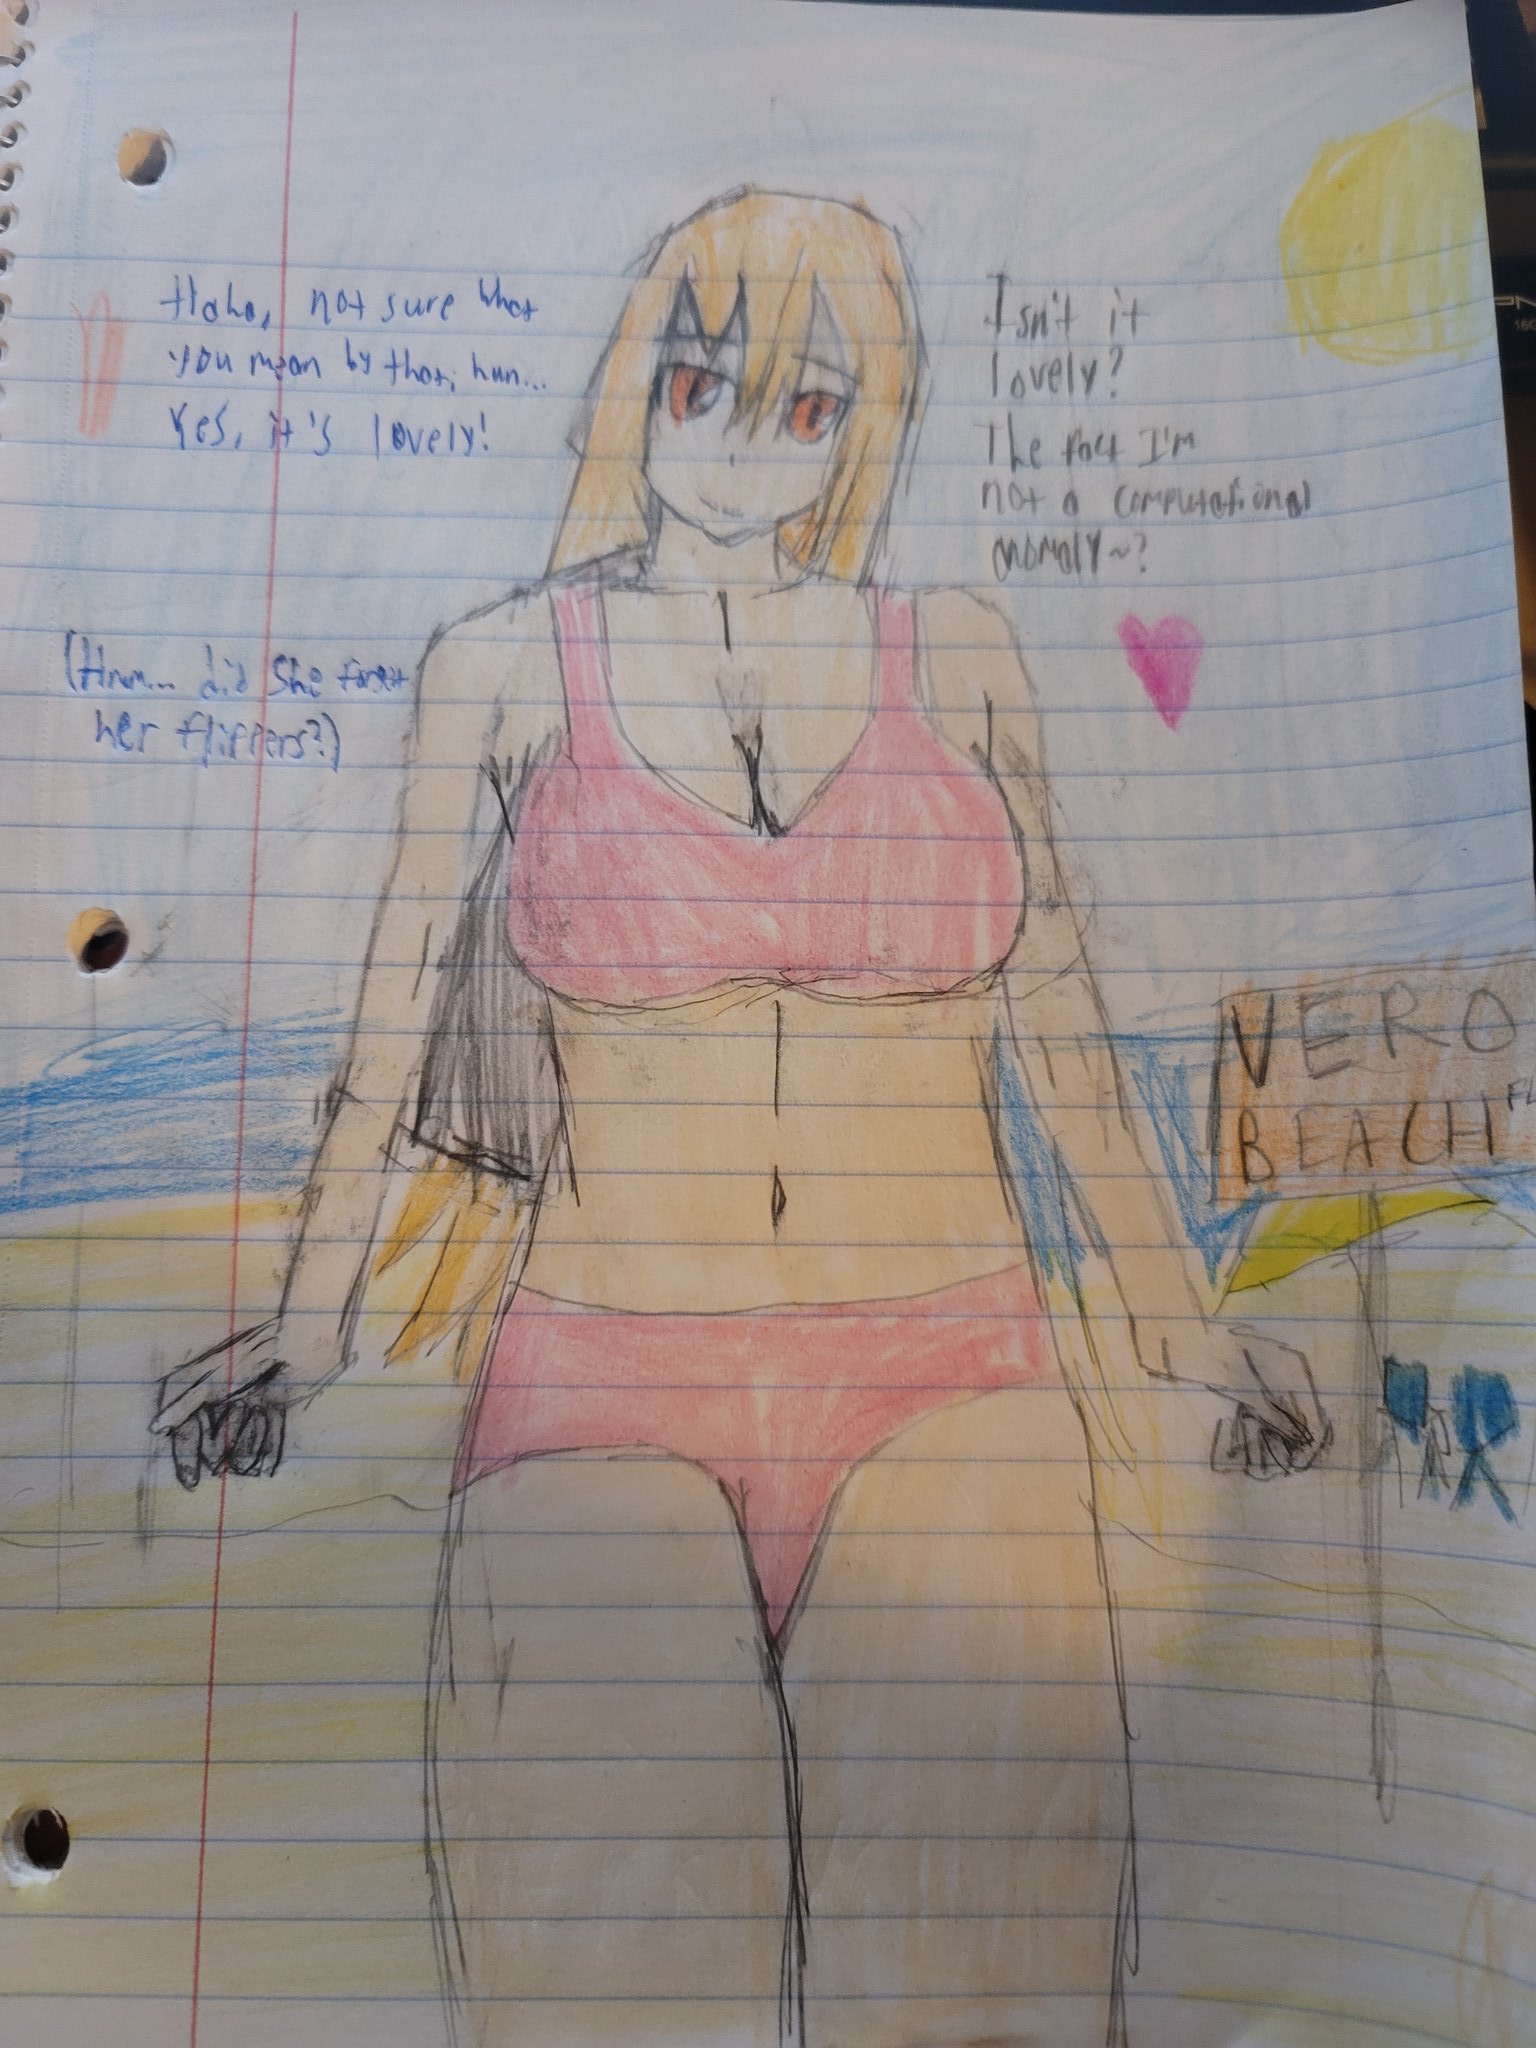 Haha, not sure what
you mean by that, hun...
Yes, it's lovely!
Isn't it
lovely?
The fact I'm
not a computational
anomaly~?
(Hmm... did she forget
her flippers?)
VERO
BEACH FL